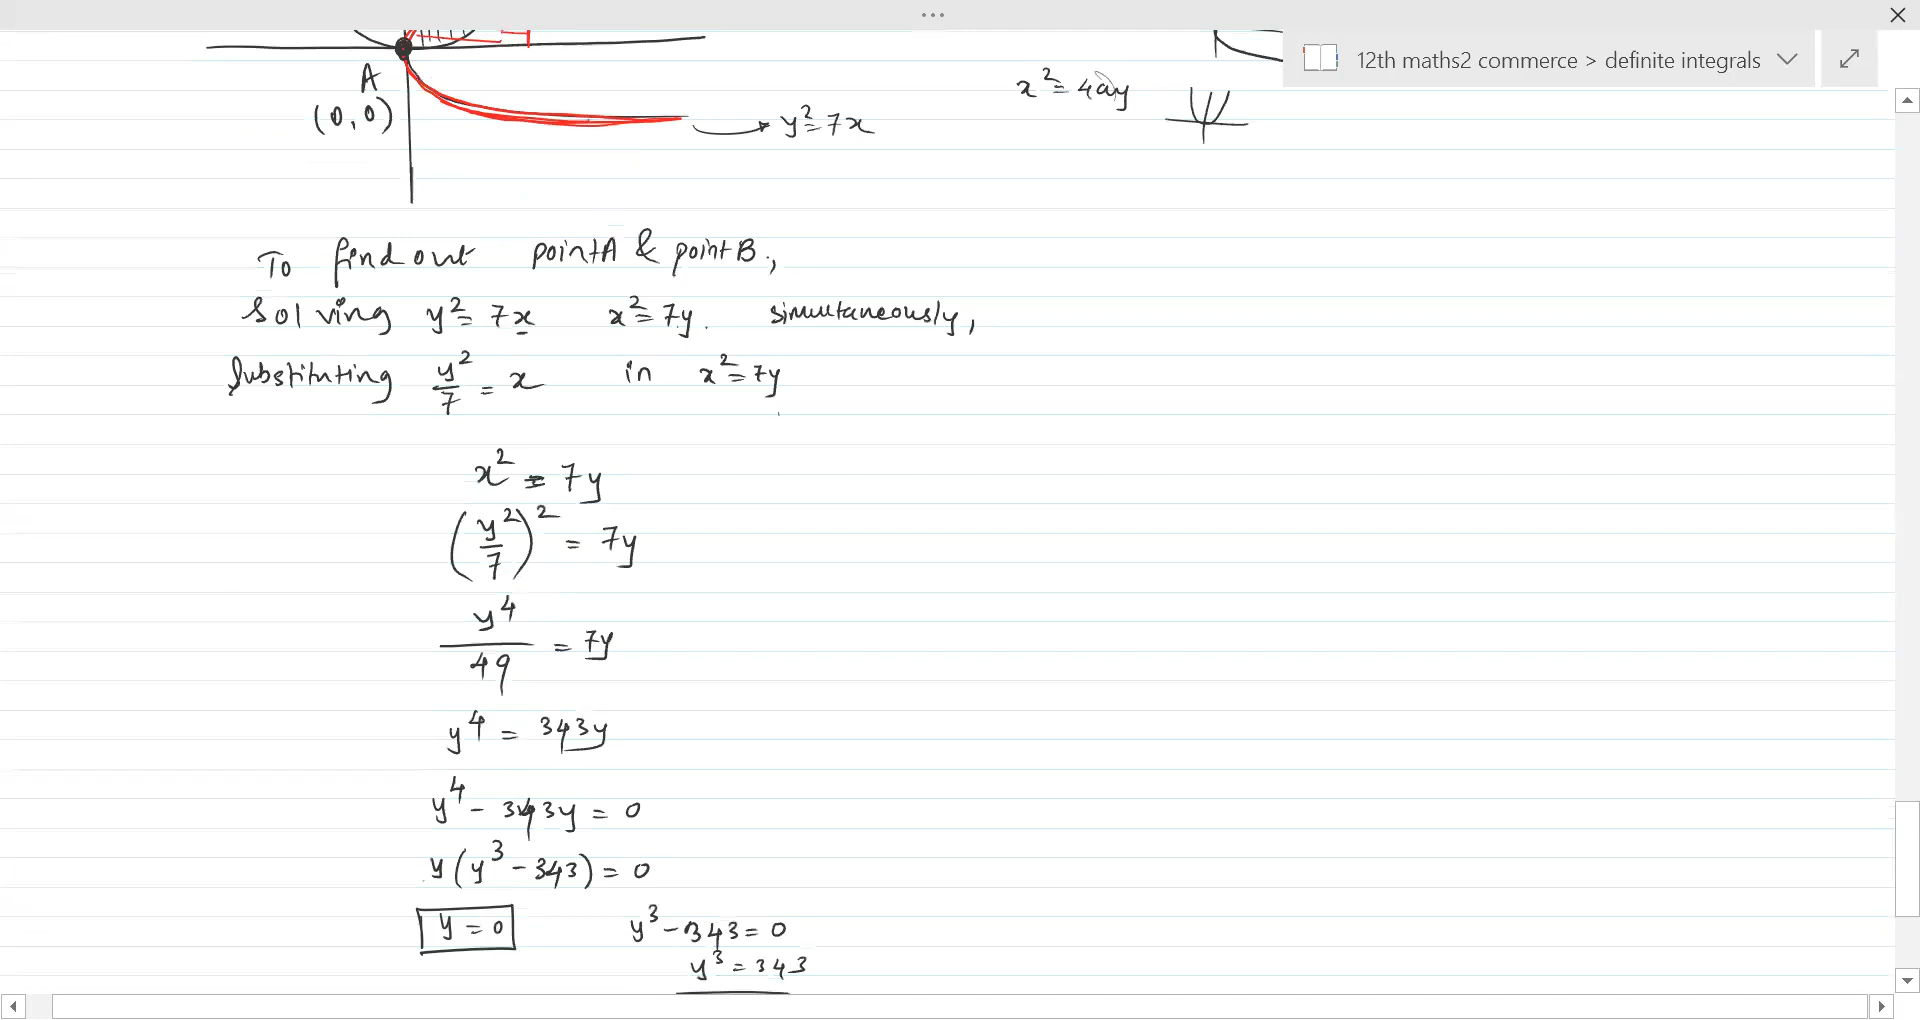 12th maths2 commerce > definite integrals
A
(0,0)
y² = 7x
x² = 4ay
To find out point A & point B,
Solving y² = 7x x² = 7y. simultaneously,
Substituting y²/7 = x in x² = 7y
x² = 7y
(y²/7)² = 7y
y⁴/49 = 7y
y⁴ = 343y
y⁴ - 343y = 0
y(y³ - 343) = 0
y = 0 y³ - 343 = 0
y³ = 343